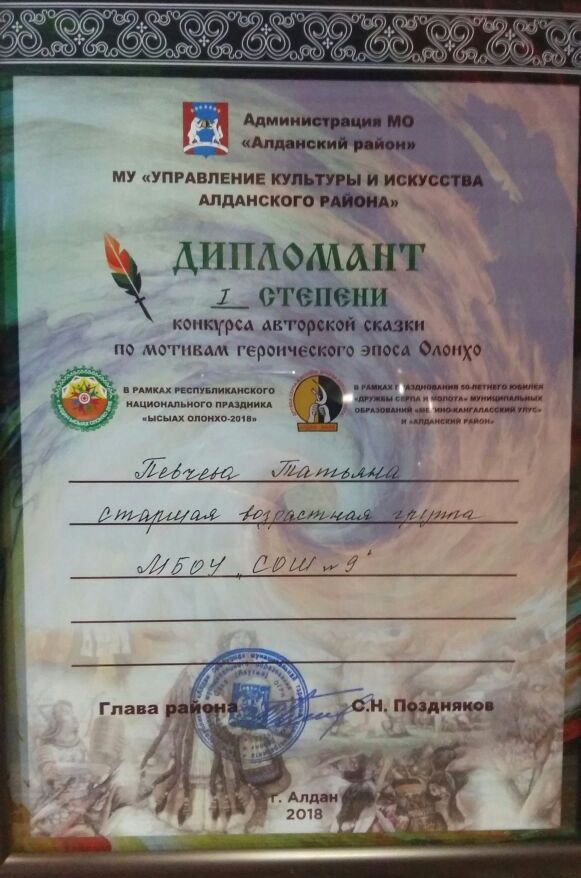 Администрация МО
«Алданский район»
МУ «УПРАВЛЕНИЕ КУЛЬТУРЫ И ИСКУССТВА
АЛДАНСКОГО РАЙОНА»
ДИПЛОМАНТ
I СТЕПЕНИ
конкурса авторской сказки
по мотивам героического эпоса Олонхо
В РАМКАХ РЕСПУБЛИКАНСКОГО
НАЦИОНАЛЬНОГО ПРАЗДНИКА
«ЫСЫАХ ОЛОНХО-2018»
В РАМКАХ ПРАЗДНОВАНИЯ 50-ЛЕТНЕГО ЮБИЛЕЯ
«ДРУЖБЫ СЕРПА И МОЛОТА» МУНИЦИПАЛЬНЫХ
ОБРАЗОВАНИЙ «МЕГИНО-КАНГАЛАССКИЙ УЛУС»
И «АЛДАНСКИЙ РАЙОН»
Татьяна
старшая возрастная группа
МБОУ „СОШ №9"
Глава района С.Н. Поздняков
г. Алдан
2018